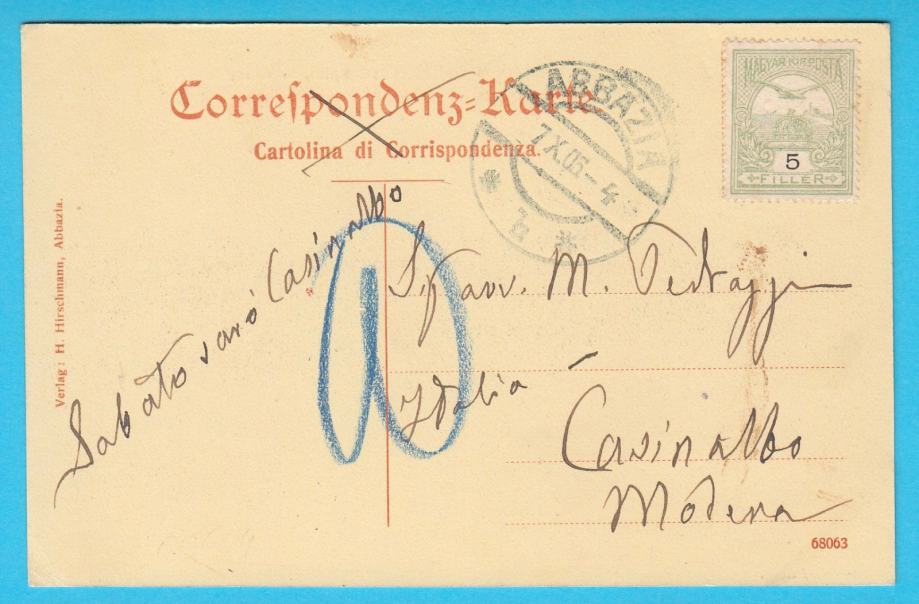 Correspondenz-Karte
Cartolina di Corrispondenza.
ABBAZIA
7.X.05-4
* h *
MAGYAR KIR. POSTA
5
FILLER
Verlag: H. Hirschmann, Abbazia.
Sabato sarò Casinalbo
Sig avv. M. Pedrazzi
Italia
Casinalbo
Modena
68063